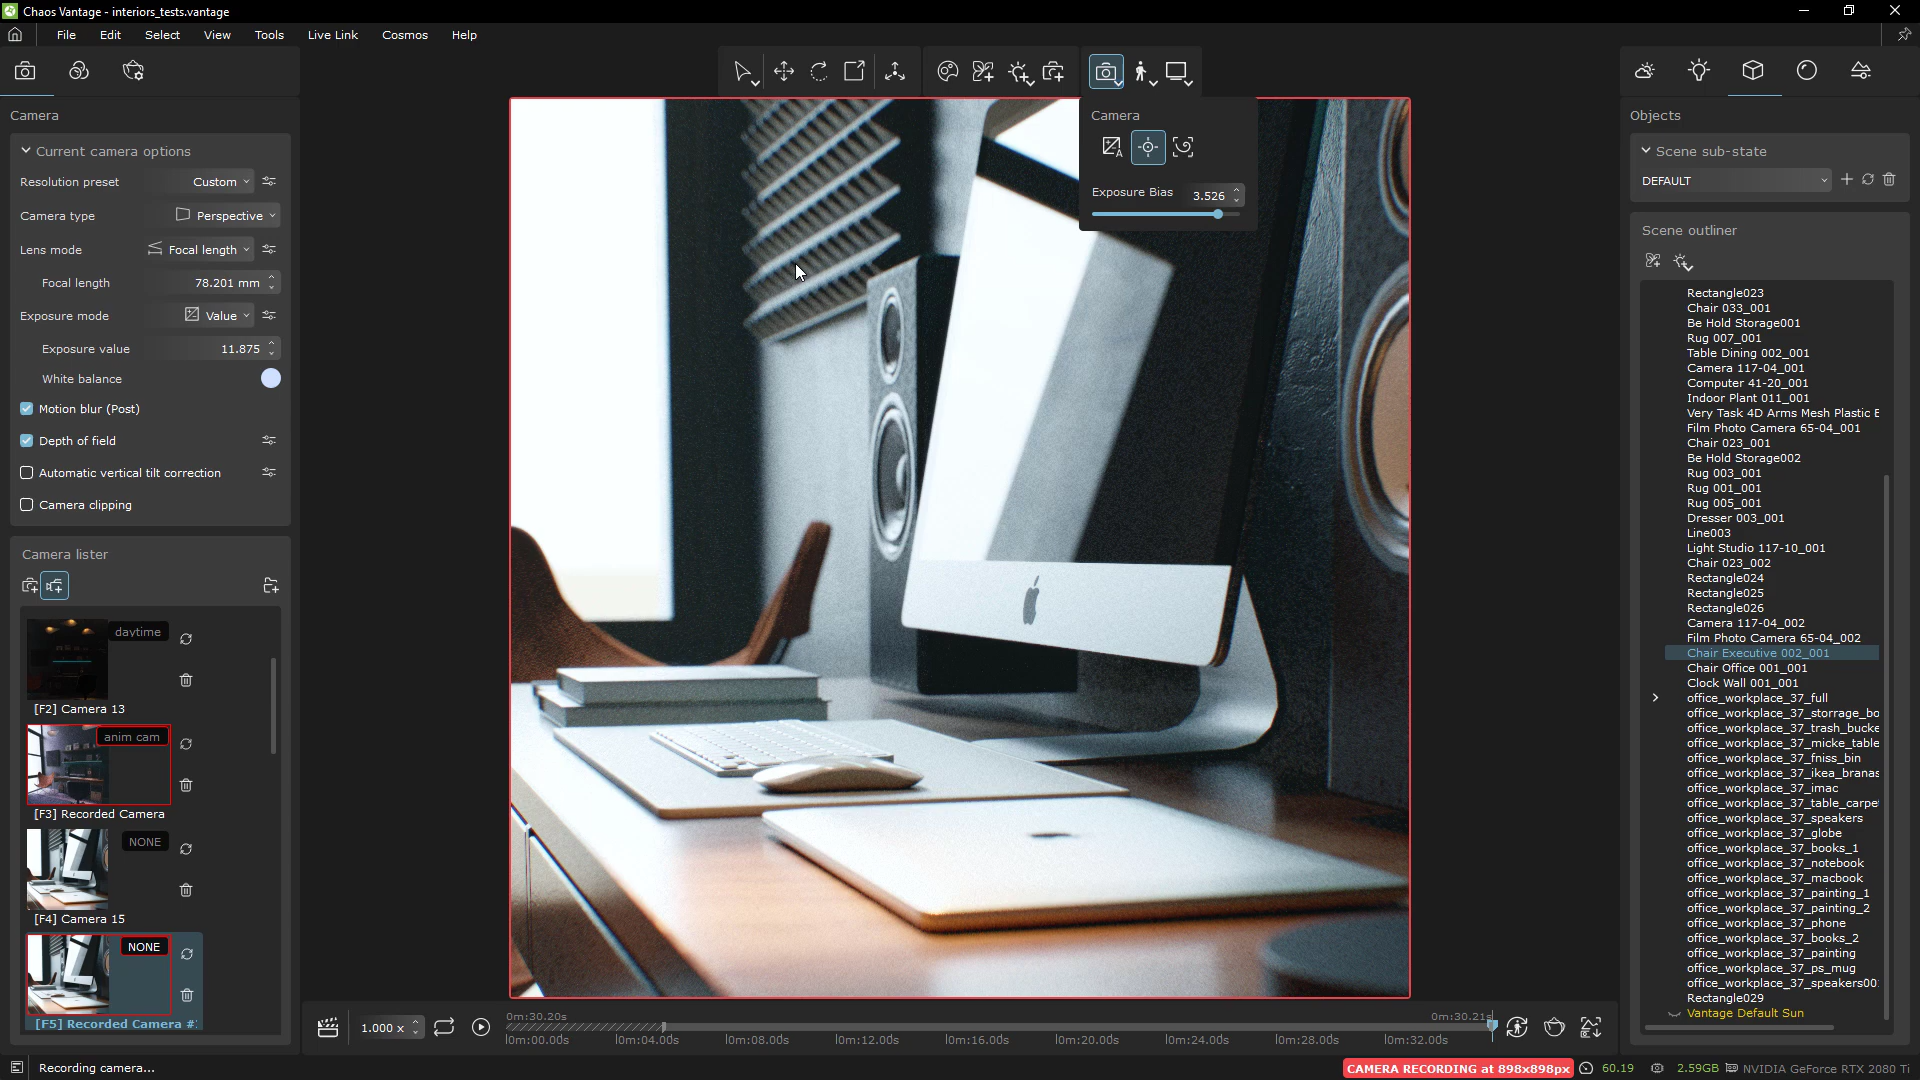 Chaos Vantage - interiors_tests.vantage
File Edit Select View Tools Live Link Cosmos Help
Camera
Current camera options
Resolution preset Custom
Camera type Perspective
Lens mode Focal length
Focal length 78.201 mm
Exposure mode Value
Exposure value 11.875
White balance
Motion blur (Post)
Depth of field
Automatic vertical tilt correction
Camera clipping
Camera lister
daytime
[F2] Camera 13
anim cam
[F3] Recorded Camera
NONE
[F4] Camera 15
NONE
[F5] Recorded Camera #
Camera
Exposure Bias 3.526
1.000 x
0m:30.20s
0m:30.21s
0m:00.00s 0m:04.00s 0m:08.00s 0m:12.00s 0m:16.00s 0m:20.00s 0m:24.00s 0m:28.00s 0m:32.00s
Objects
Scene sub-state
DEFAULT
Scene outliner
Rectangle023
Chair 033_001
Be Hold Storage001
Rug 007_001
Table Dining 002_001
Camera 117-04_001
Computer 41-20_001
Indoor Plant 011_001
Very Task 4D Arms Mesh Plastic
Film Photo Camera 65-04_001
Chair 023_001
Be Hold Storage002
Rug 003_001
Rug 001_001
Rug 005_001
Dresser 003_001
Line003
Light Studio 117-10_001
Chair 023_002
Rectangle024
Rectangle025
Rectangle026
Camera 117-04_002
Film Photo Camera 65-04_002
Chair Executive 002_001
Chair Office 001_001
Clock Wall 001_001
office_workplace_37_full
office_workplace_37_storrage_bo
office_workplace_37_trash_bucke
office_workplace_37_micke_table
office_workplace_37_fniss_bin
office_workplace_37_ikea_branas
office_workplace_37_imac
office_workplace_37_table_carpe
office_workplace_37_speakers
office_workplace_37_globe
office_workplace_37_books_1
office_workplace_37_notebook
office_workplace_37_macbook
office_workplace_37_painting_1
office_workplace_37_painting_2
office_workplace_37_phone
office_workplace_37_books_2
office_workplace_37_painting
office_workplace_37_ps_mug
office_workplace_37_speakers00
Rectangle029
Vantage Default Sun
Recording camera...
CAMERA RECORDING at 898x898px 60.19 2.59GB NVIDIA GeForce RTX 2080 Ti